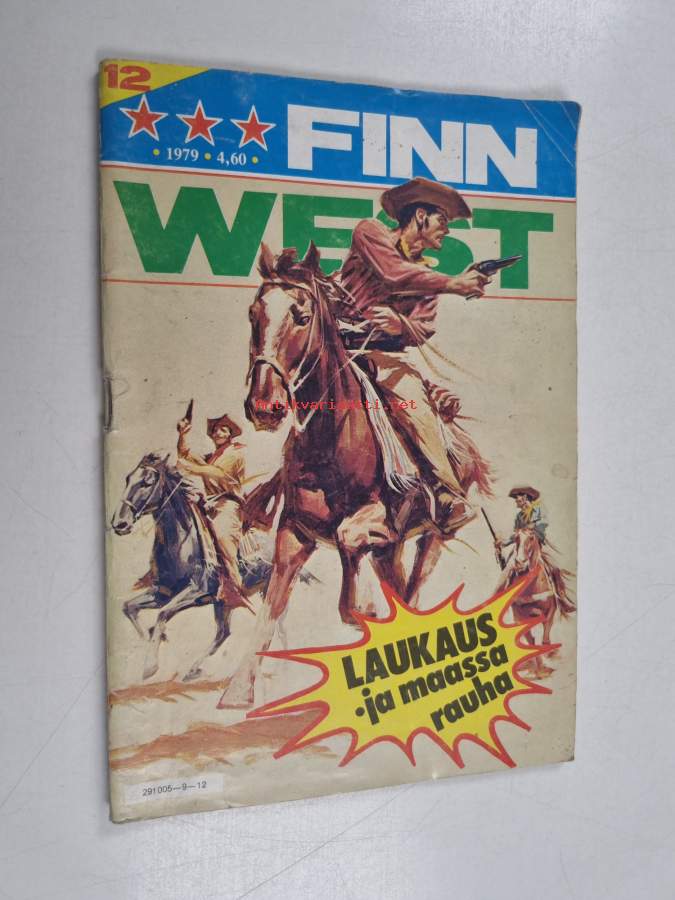 12
• 1979 • 4,60 •
FINN
WEST
antikvariaatti.net
LAUKAUS
•ja maassa
rauha
291005—9—12